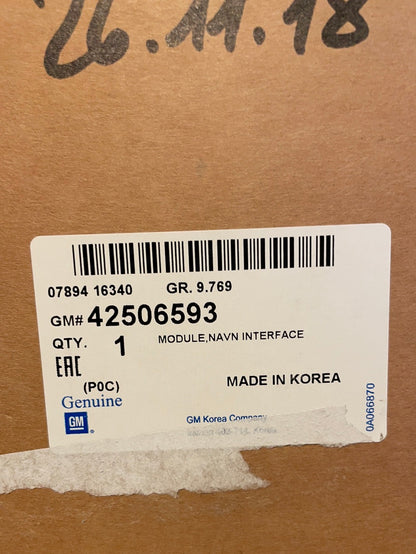 26.11.18
07894 16340 GR. 9.769
GM# 42506593
QTY. 1 MODULE,NAVN INTERFACE
EAC
(P0C) MADE IN KOREA
Genuine
GM GM Korea Company
0A066870